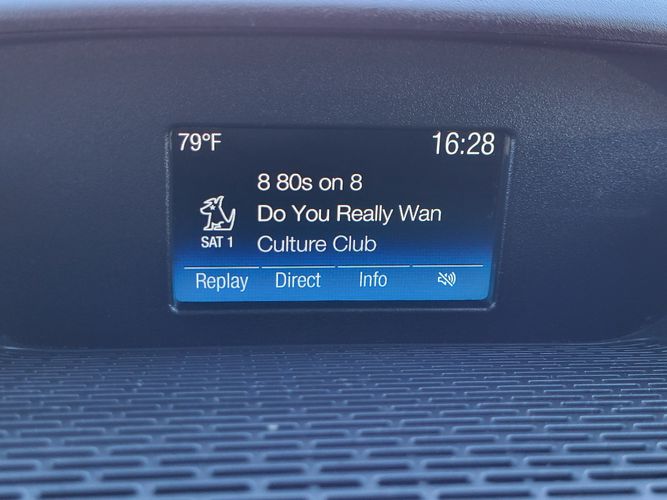 79°F 16:28
8 80s on 8
Do You Really Wan
SAT 1 Culture Club
Replay Direct Info